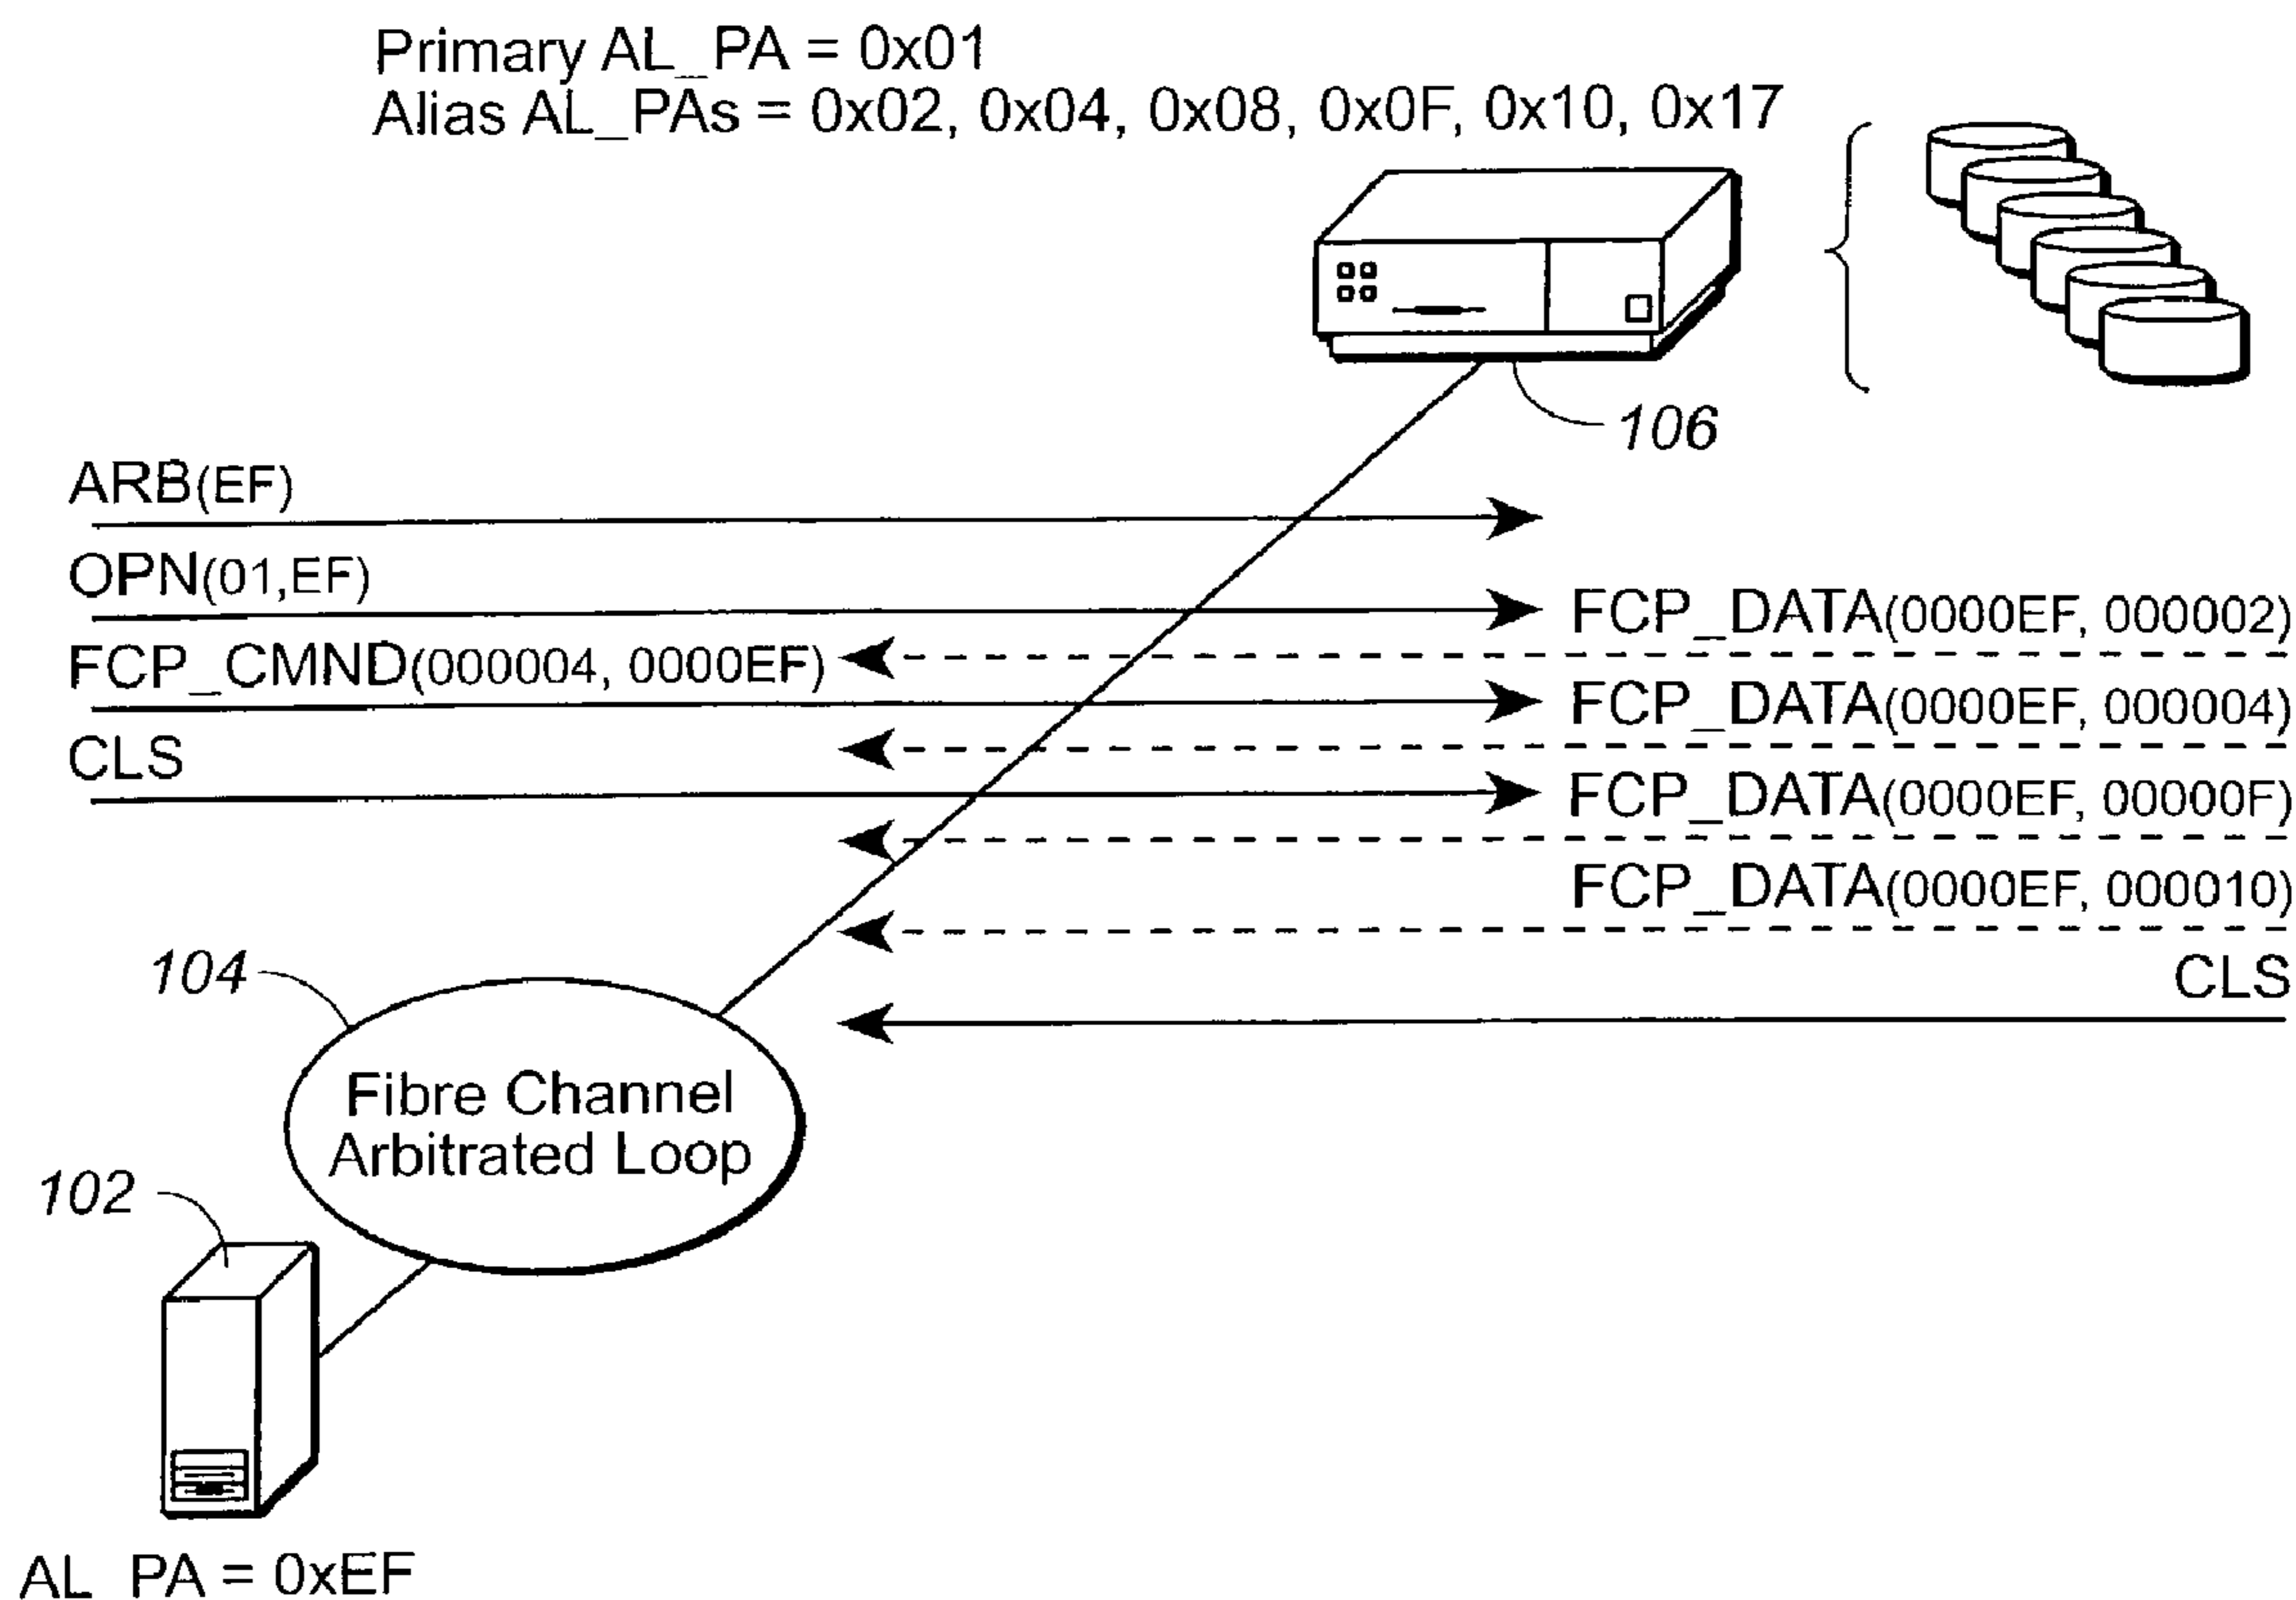 Primary AL_PA = 0x01
Alias AL_PAs = 0x02, 0x04, 0x08, 0x0F, 0x10, 0x17
106
ARB(EF)
OPN(01,EF)
FCP_DATA(0000EF, 000002)
FCP_CMND(000004, 0000EF)
FCP_DATA(0000EF, 000004)
CLS
FCP_DATA(0000EF, 00000F)
FCP_DATA(0000EF, 000010)
CLS
104
Fibre Channel
Arbitrated Loop
102
AL PA = 0xEF